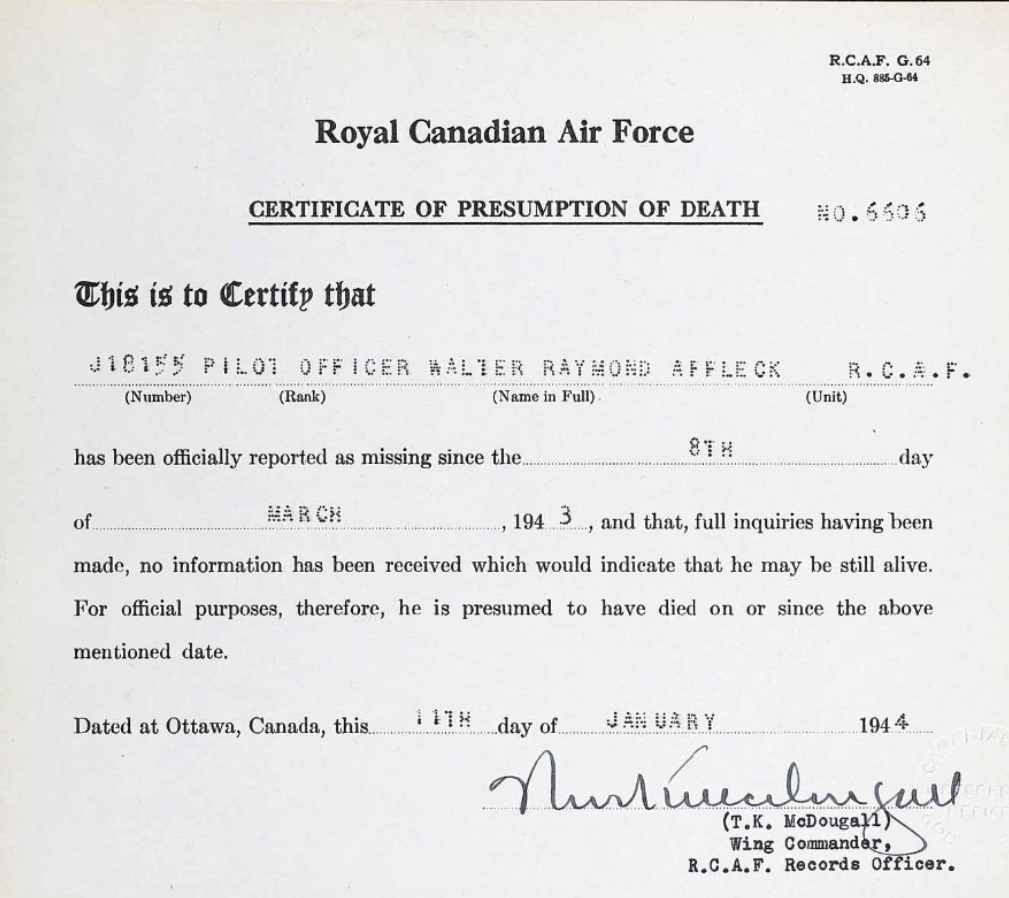 R.C.A.F. G.64
H.Q. 885-G-64
Royal Canadian Air Force
CERTIFICATE OF PRESUMPTION OF DEATH NO.6606
This is to Certify that
J18155 PILOT OFFICER WALTER RAYMOND AFFLECK R.C.A.F.
(Number) (Rank) (Name in Full) (Unit)
has been officially reported as missing since the 8TH day
of MARCH , 194 3 , and that, full inquiries having been
made, no information has been received which would indicate that he may be still alive.
For official purposes, therefore, he is presumed to have died on or since the above
mentioned date.
Dated at Ottawa, Canada, this 11TH day of JANUARY 1944
(T.K. McDougall)
Wing Commander,
R.C.A.F. Records Officer.